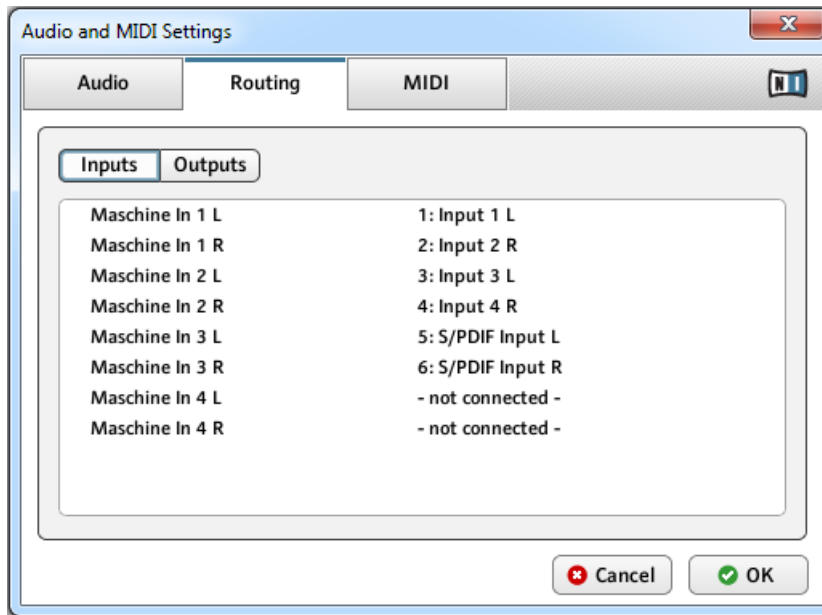 Audio and MIDI Settings
Audio Routing MIDI
NI
Inputs Outputs
Maschine In 1 L 1: Input 1 L
Maschine In 1 R 2: Input 2 R
Maschine In 2 L 3: Input 3 L
Maschine In 2 R 4: Input 4 R
Maschine In 3 L 5: S/PDIF Input L
Maschine In 3 R 6: S/PDIF Input R
Maschine In 4 L - not connected -
Maschine In 4 R - not connected -
Cancel OK